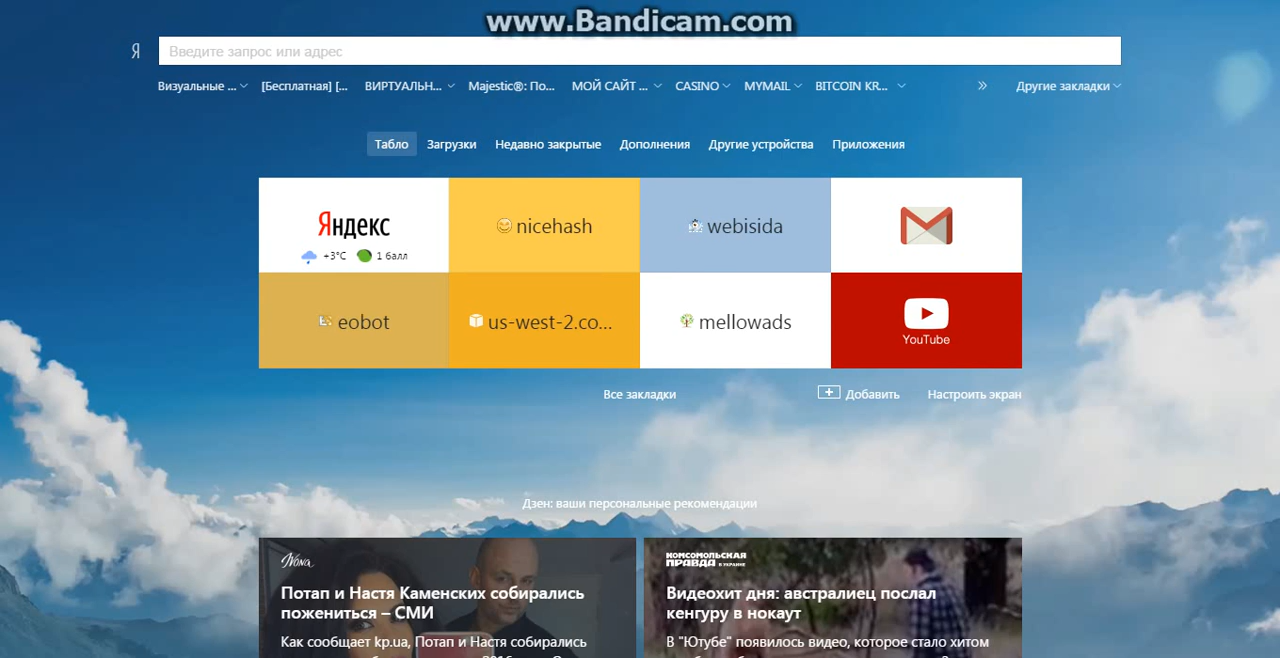 www.Bandicam.com
Я Введите запрос или адрес
Визуальные ... [Бесплатная] [... ВИРТУАЛЬН... Majestic®: По... МОЙ САЙТ ... CASINO MYMAIL BITCOIN KR... » Другие закладки
Табло Загрузки Недавно закрытые Дополнения Другие устройства Приложения
Яндекс nicehash webisida
+3°C 1 балл
eobot us-west-2.co... mellowads YouTube
Все закладки Добавить Настроить экран
Дзен: ваши персональные рекомендации
Nona
Потап и Настя Каменских собирались
пожениться – СМИ
Как сообщает kp.ua, Потап и Настя собирались
КОМСОМОЛЬСКАЯ
ПРАВДА В УКРАИНЕ
Видеохит дня: австралиец послал
кенгуру в нокаут
В "Ютубе" появилось видео, которое стало хитом